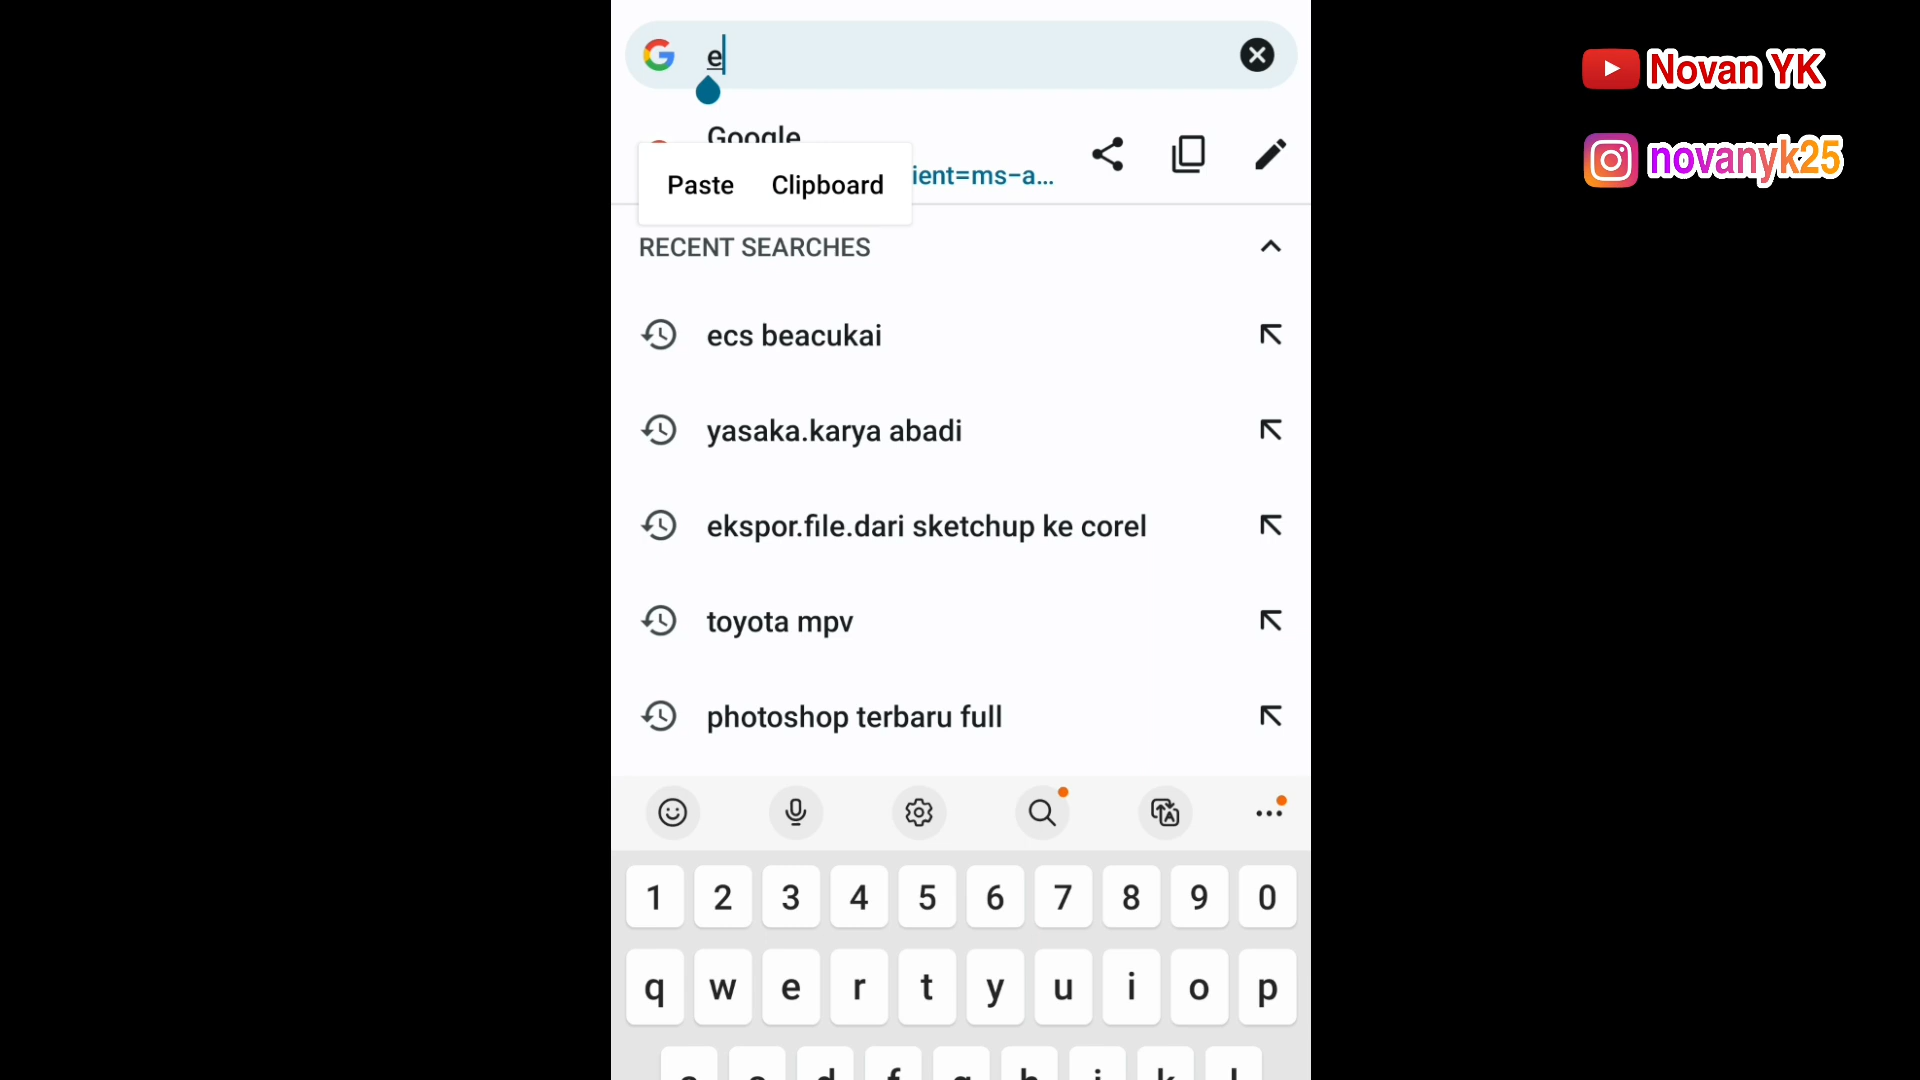 e
Novan YK
Google
novanyk25
Paste Clipboard ient=ms-a...
RECENT SEARCHES
ecs beacukai
yasaka.karya abadi
ekspor.file.dari sketchup ke corel
toyota mpv
photoshop terbaru full
1 2 3 4 5 6 7 8 9 0
q w e r t y u i o p